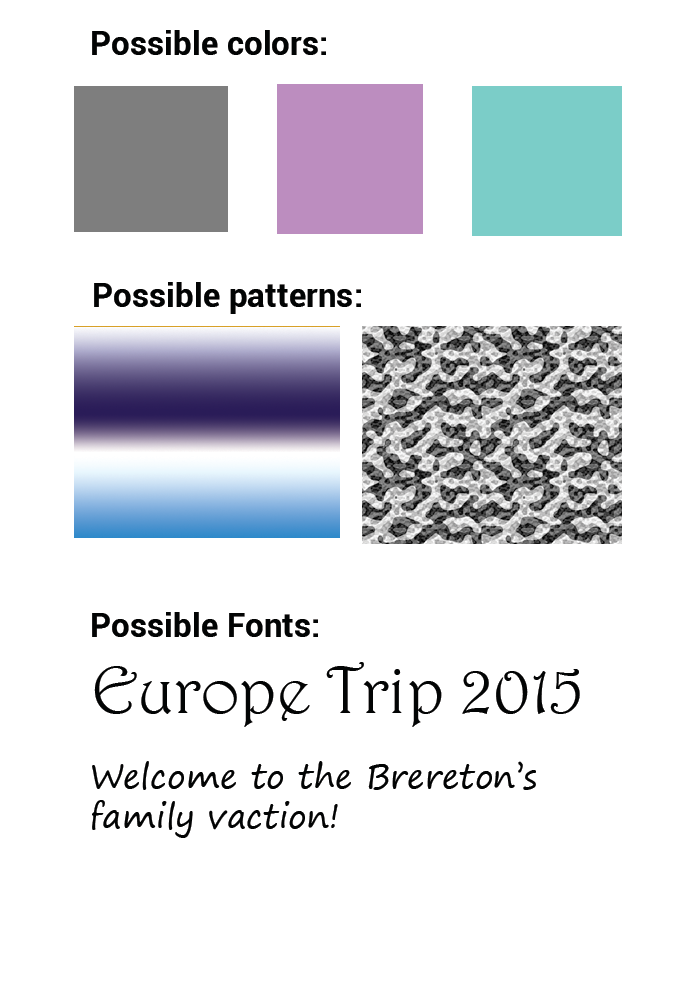 Possible colors:
Possible patterns:
Possible Fonts:
Europe Trip 2015
Welcome to the Brereton’s
family vaction!